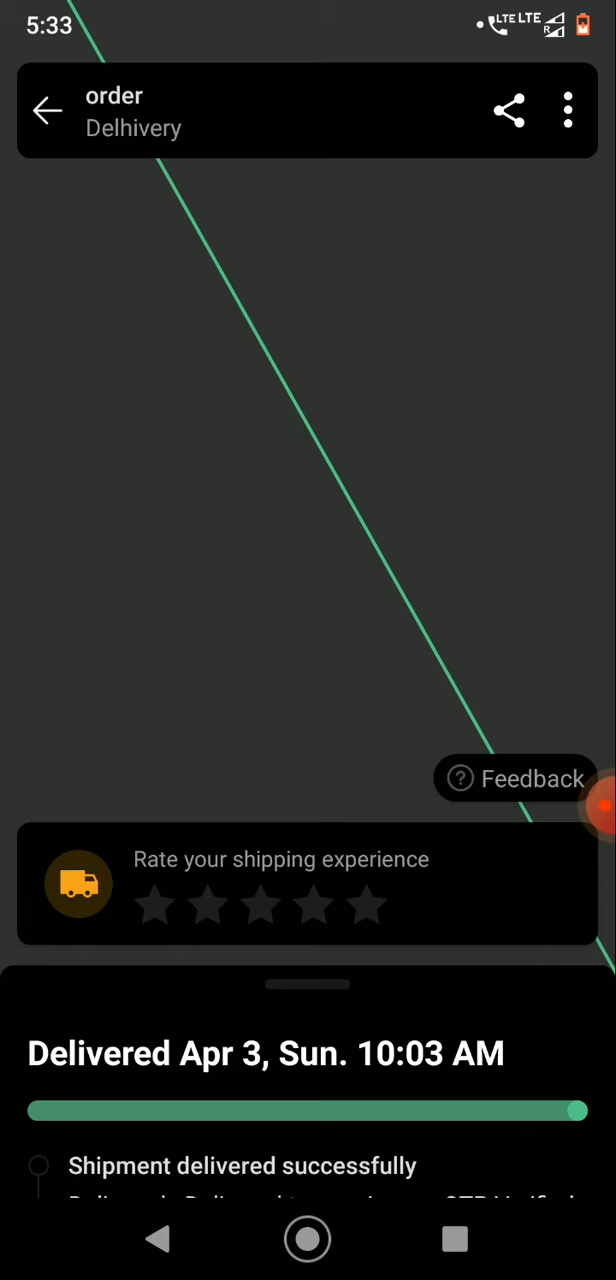 5:33
LTE LTE
R
order
Delhivery
Feedback
Rate your shipping experience
Delivered Apr 3, Sun. 10:03 AM
Shipment delivered successfully